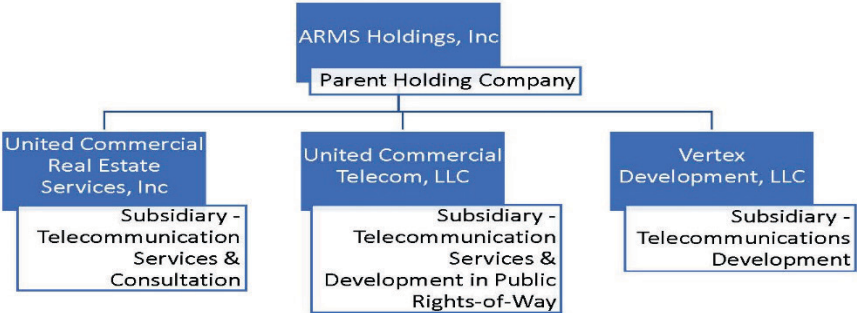 ARMS Holdings, Inc
Parent Holding Company
United Commercial
Real Estate
Services, Inc
Subsidiary -
Telecommunication
Services &
Consultation
United Commercial
Telecom, LLC
Subsidiary -
Telecommunication
Services &
Development in Public
Rights-of-Way
Vertex
Development, LLC
Subsidiary -
Telecommunications
Development